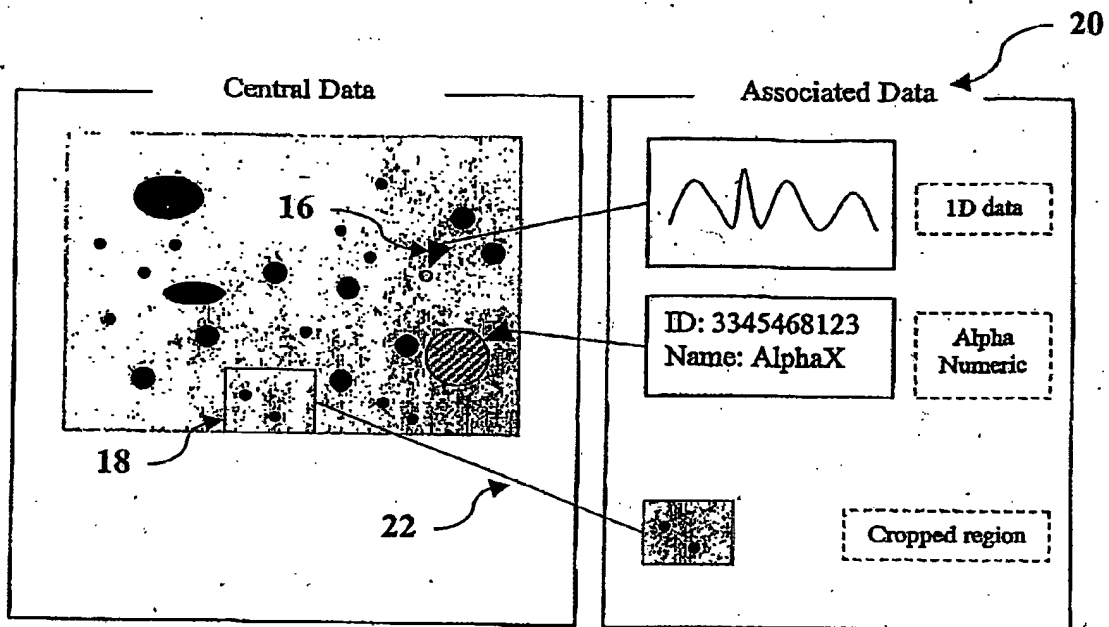 20
Central Data
Associated Data
16
1D data
ID: 3345468123
Name: AlphaX
Alpha
Numeric
18
22
Cropped region